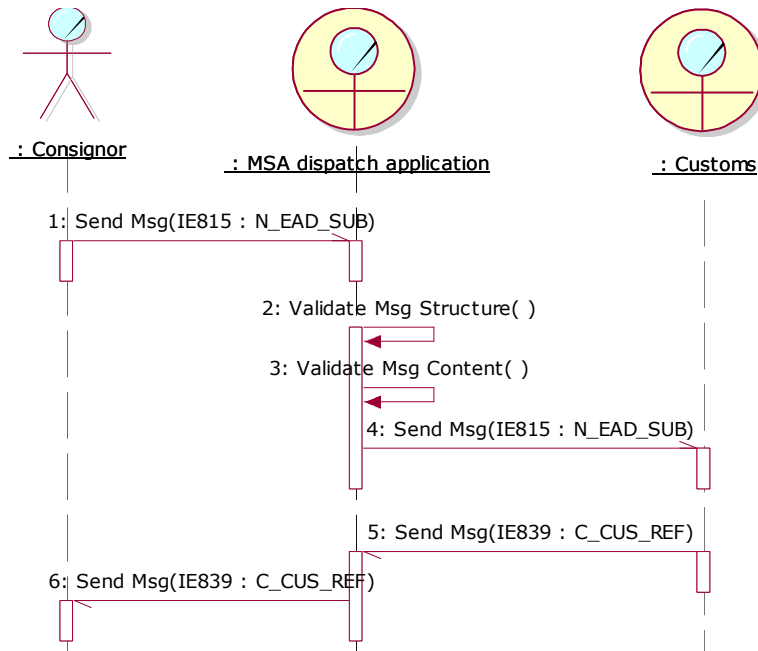 : Consignor
: MSA dispatch application
: Customs
1: Send Msg(IE815 : N_EAD_SUB)
2: Validate Msg Structure( )
3: Validate Msg Content( )
4: Send Msg(IE815 : N_EAD_SUB)
5: Send Msg(IE839 : C_CUS_REF)
6: Send Msg(IE839 : C_CUS_REF)